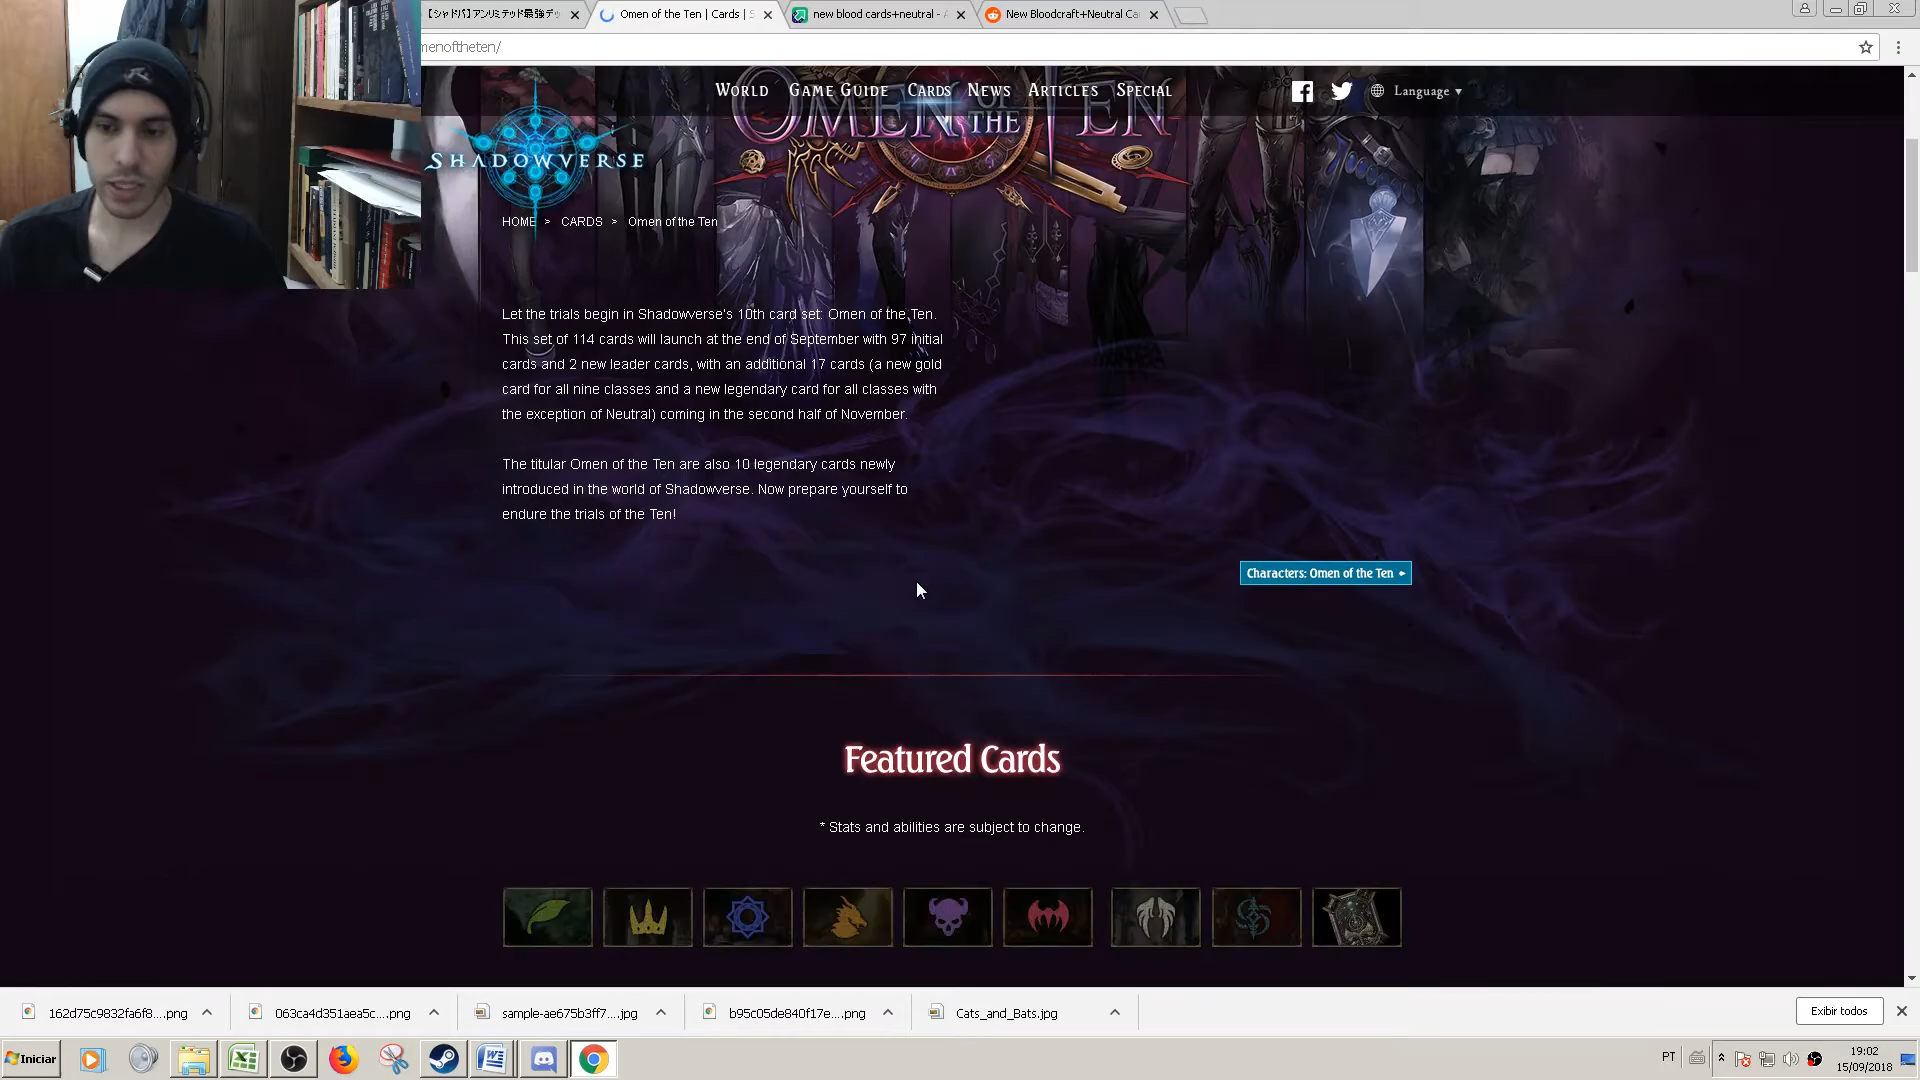 【シャドバ】アンリミテッド最強デッ
Omen of the Ten | Cards | S
new blood cards+neutral -
New Bloodcraft+Neutral Ca
menoftheten/
WORLD GAME GUIDE CARDS NEWS ARTICLES SPECIAL
Language ▾
OMEN OF THE TEN
SHADOWVERSE
HOME > CARDS > Omen of the Ten
Let the trials begin in Shadowverse's 10th card set: Omen of the Ten.
This set of 114 cards will launch at the end of September with 97 initial
cards and 2 new leader cards, with an additional 17 cards (a new gold
card for all nine classes and a new legendary card for all classes with
the exception of Neutral) coming in the second half of November.
The titular Omen of the Ten are also 10 legendary cards newly
introduced in the world of Shadowverse. Now prepare yourself to
endure the trials of the Ten!
Characters: Omen of the Ten
Featured Cards
* Stats and abilities are subject to change.
162d75c9832fa6f8....png
063ca4d351aea5c....png
sample-ae675b3ff7....jpg
b95c05de840f17e....png
Cats_and_Bats.jpg
Exibir todos
Iniciar
PT
19:02
15/09/2018